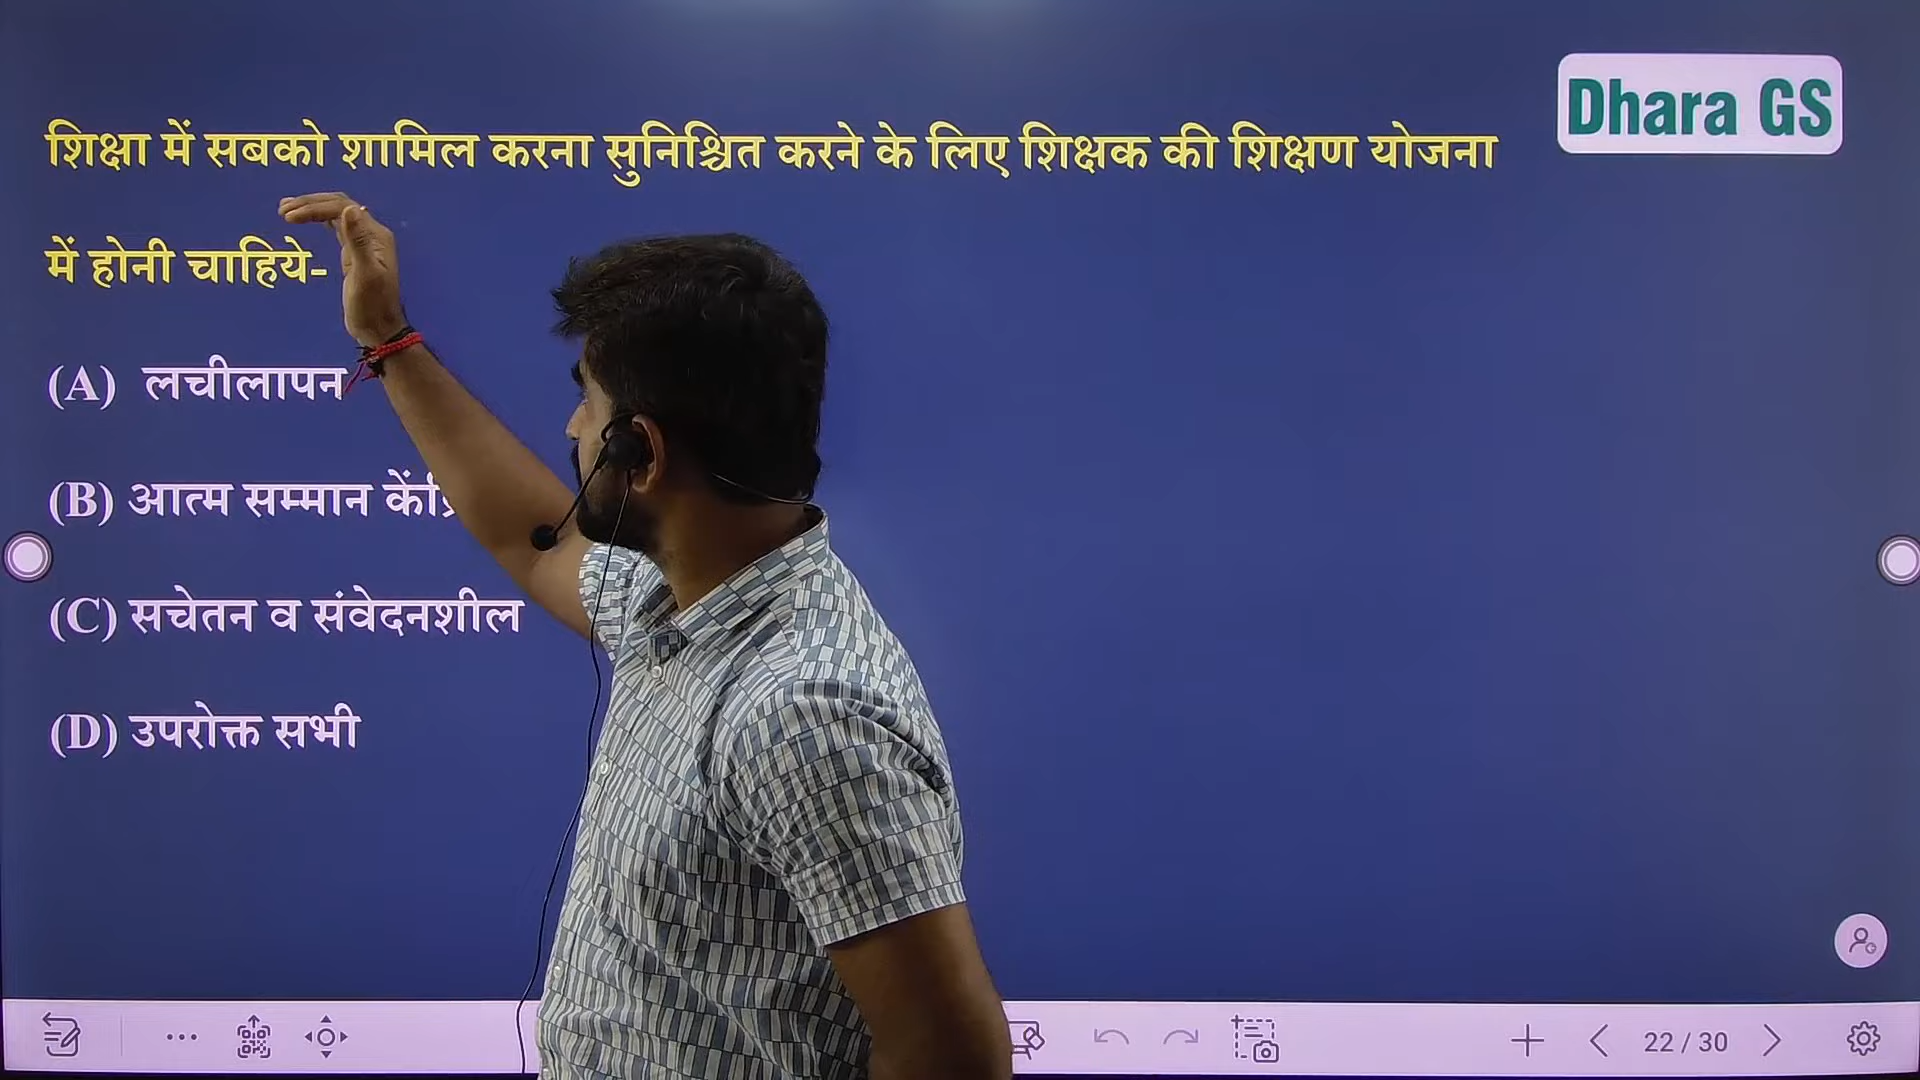 Dhara GS
शिक्षा में सबको शामिल करना सुनिश्चित करने के लिए शिक्षक की शिक्षण योजना
में होनी चाहिये-
(A) लचीलापन
(B) आत्म सम्मान
(C) सचेतन व संवेदनशील
(D) उपरोक्त सभी
22 / 30